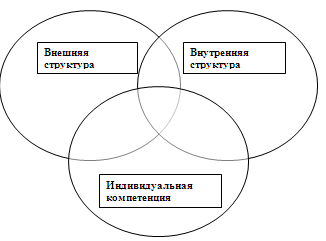 Внешняя
структура
Внутренняя
структура
Индивидуальная
компетенция